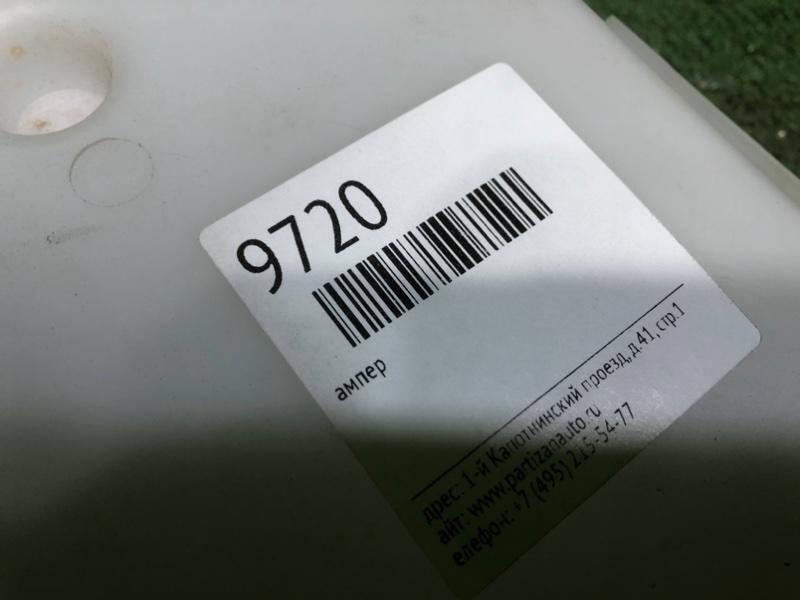 9720
ампер
дрес: 1-й Капотнинский проезд, д.41, стр.1
айт: www.partizanauto.ru
елефон: +7 (495) 215-54-77